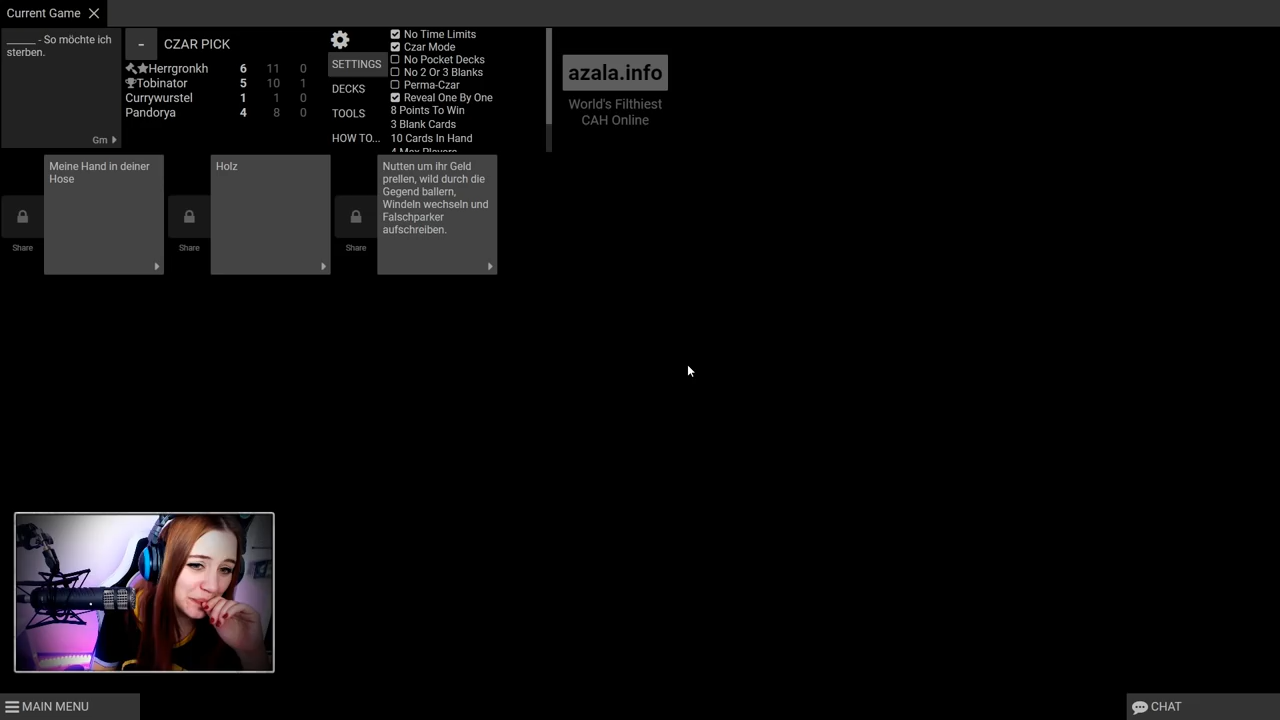 Current Game
______ - So möchte ich
sterben.
Gm
-
CZAR PICK
Herrgronkh 6 11 0
Tobinator 5 10 1
Currywurstel 1 1 0
Pandorya 4 8 0
SETTINGS
DECKS
TOOLS
HOW TO...
No Time Limits
Czar Mode
No Pocket Decks
No 2 Or 3 Blanks
Perma-Czar
Reveal One By One
8 Points To Win
3 Blank Cards
10 Cards In Hand
4 Max Players
azala.info
World's Filthiest
CAH Online
Share
Meine Hand in deiner
Hose
Share
Holz
Share
Nutten um ihr Geld
prellen, wild durch die
Gegend ballern,
Windeln wechseln und
Falschparker
aufschreiben.
MAIN MENU
CHAT